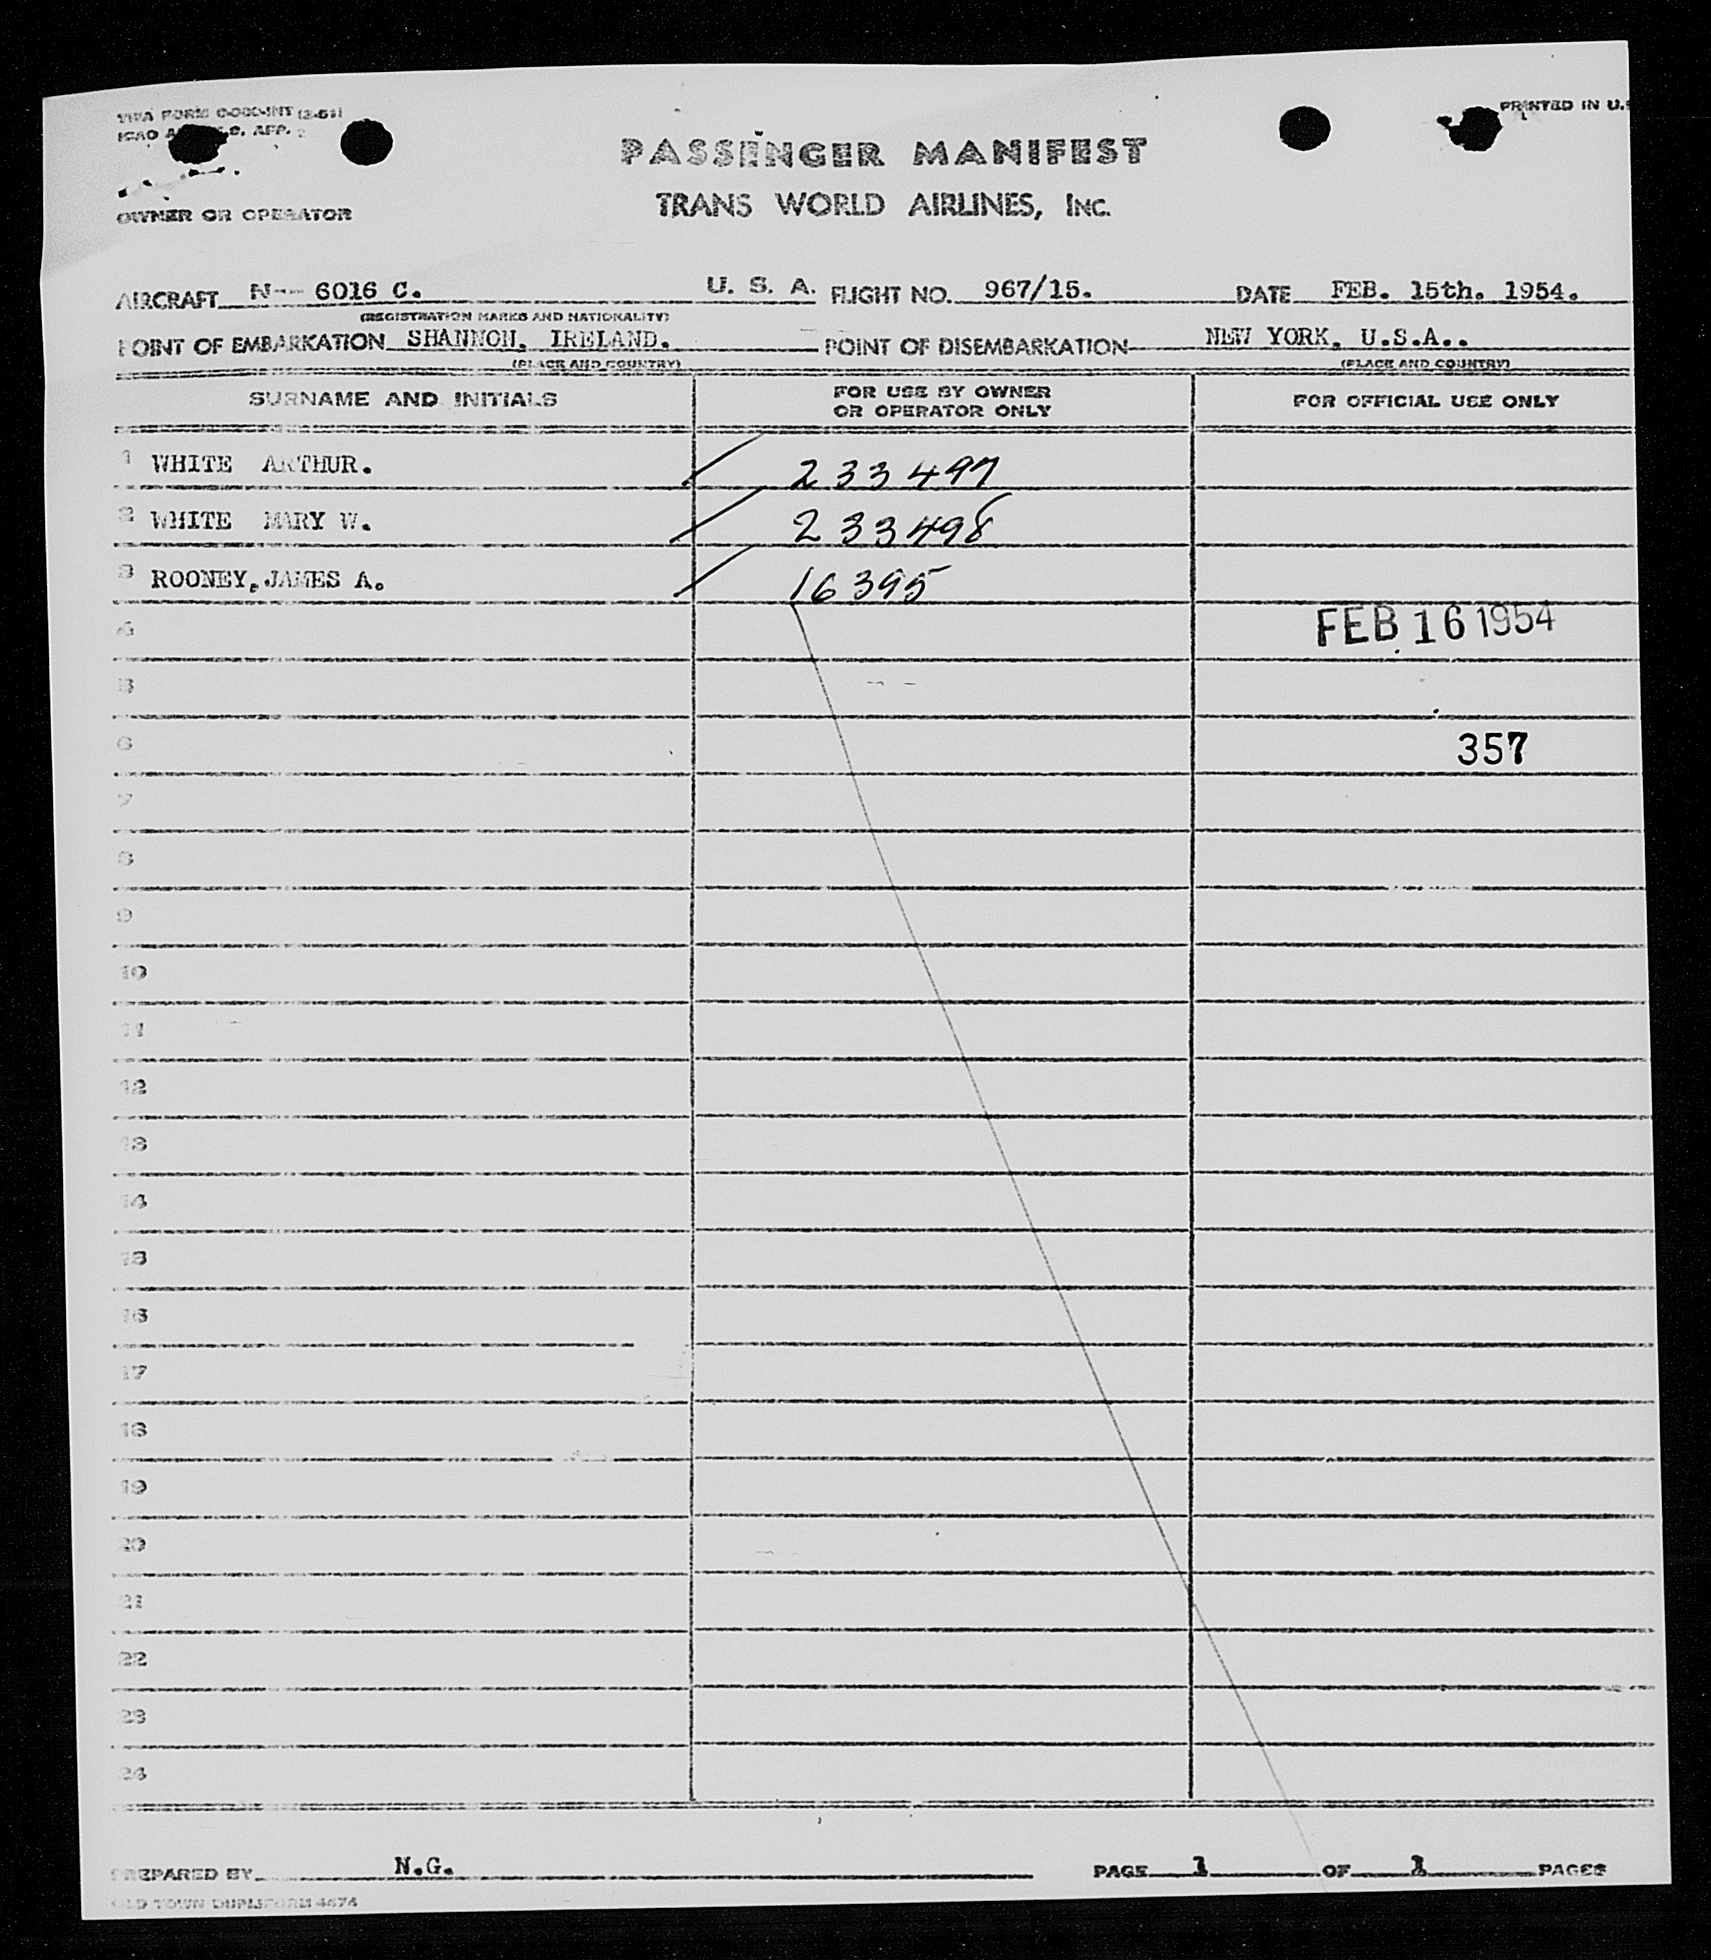 PRINTED IN U.
PASSENGER MANIFEST
TRANS WORLD AIRLINES, INC.
OWNER OR OPERATOR
AIRCRAFT N-- 6016 C. U. S. A. FLIGHT NO. 967/15. DATE FEB. 15th. 1954.
(REGISTRATION MARKS AND NATIONALITY)
POINT OF EMBARKATION SHANNON, IRELAND. POINT OF DISEMBARKATION NEW YORK, U.S.A..
(PLACE AND COUNTRY) (PLACE AND COUNTRY)
SURNAME AND INITIALS FOR USE BY OWNER OR OPERATOR ONLY FOR OFFICIAL USE ONLY
1 WHITE ARTHUR. 233497
2 WHITE MARY W. 233498
3 ROONEY, JAMES A. 16395
4 FEB 16 1954
5
6 357
7
8
9
10
11
12
13
14
15
16
17
18
19
20
21
22
23
24
PREPARED BY N.G. PAGE 1 OF 1 PAGES
OLD TOWN DUPLIFORM 4674